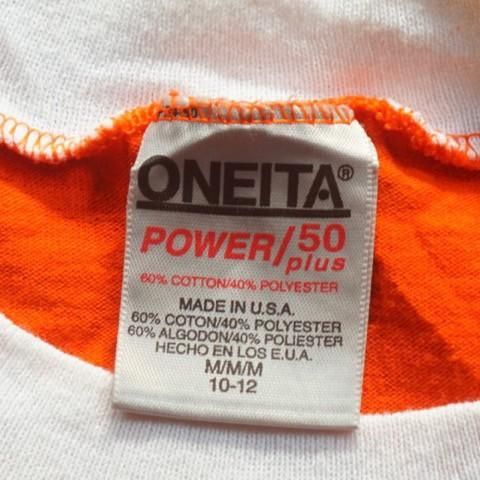 ONEITA®
POWER/50
plus
60% COTTON/40% POLYESTER
MADE IN U.S.A.
60% COTON/40% POLYESTER
60% ALGODON/40% POLIESTER
HECHO EN LOS E.U.A.
M/M/M
10-12